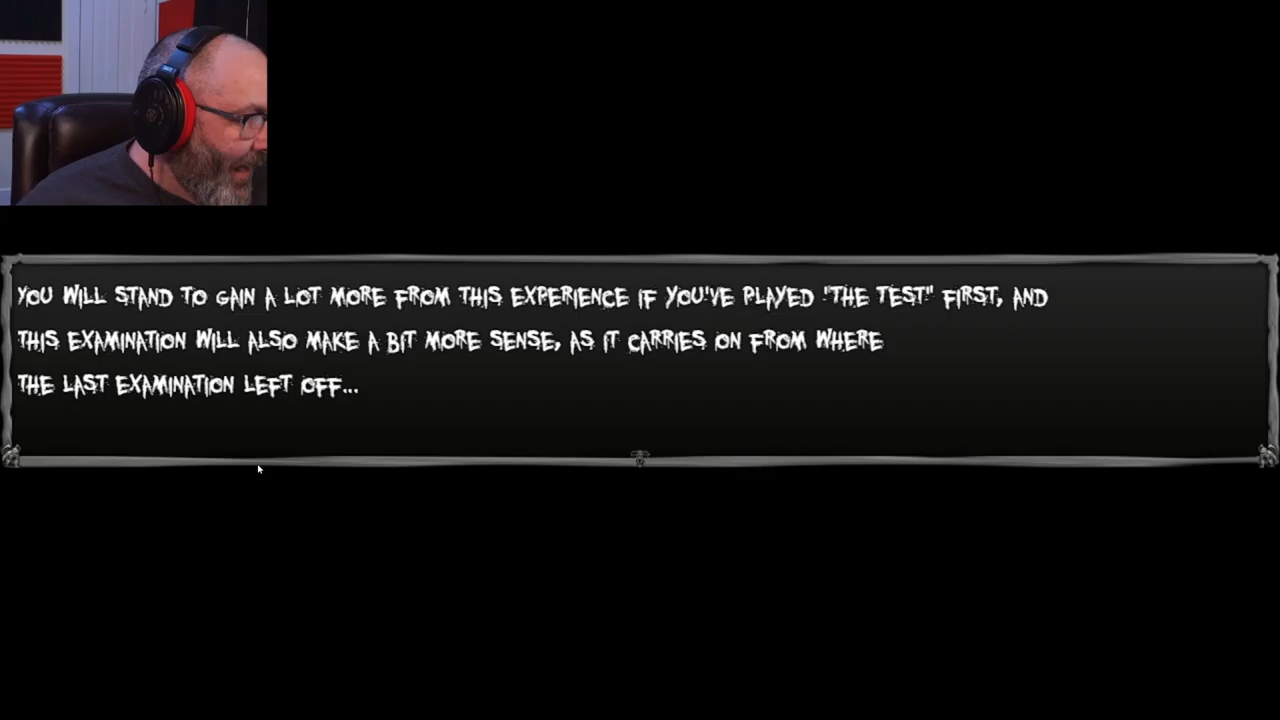 YOU WILL STAND TO GAIN A LOT MORE FROM THIS EXPERIENCE IF YOU'VE PLAYED "THE TEST" FIRST, AND
THIS EXAMINATION WILL ALSO MAKE A BIT MORE SENSE, AS IT CARRIES ON FROM WHERE
THE LAST EXAMINATION LEFT OFF...